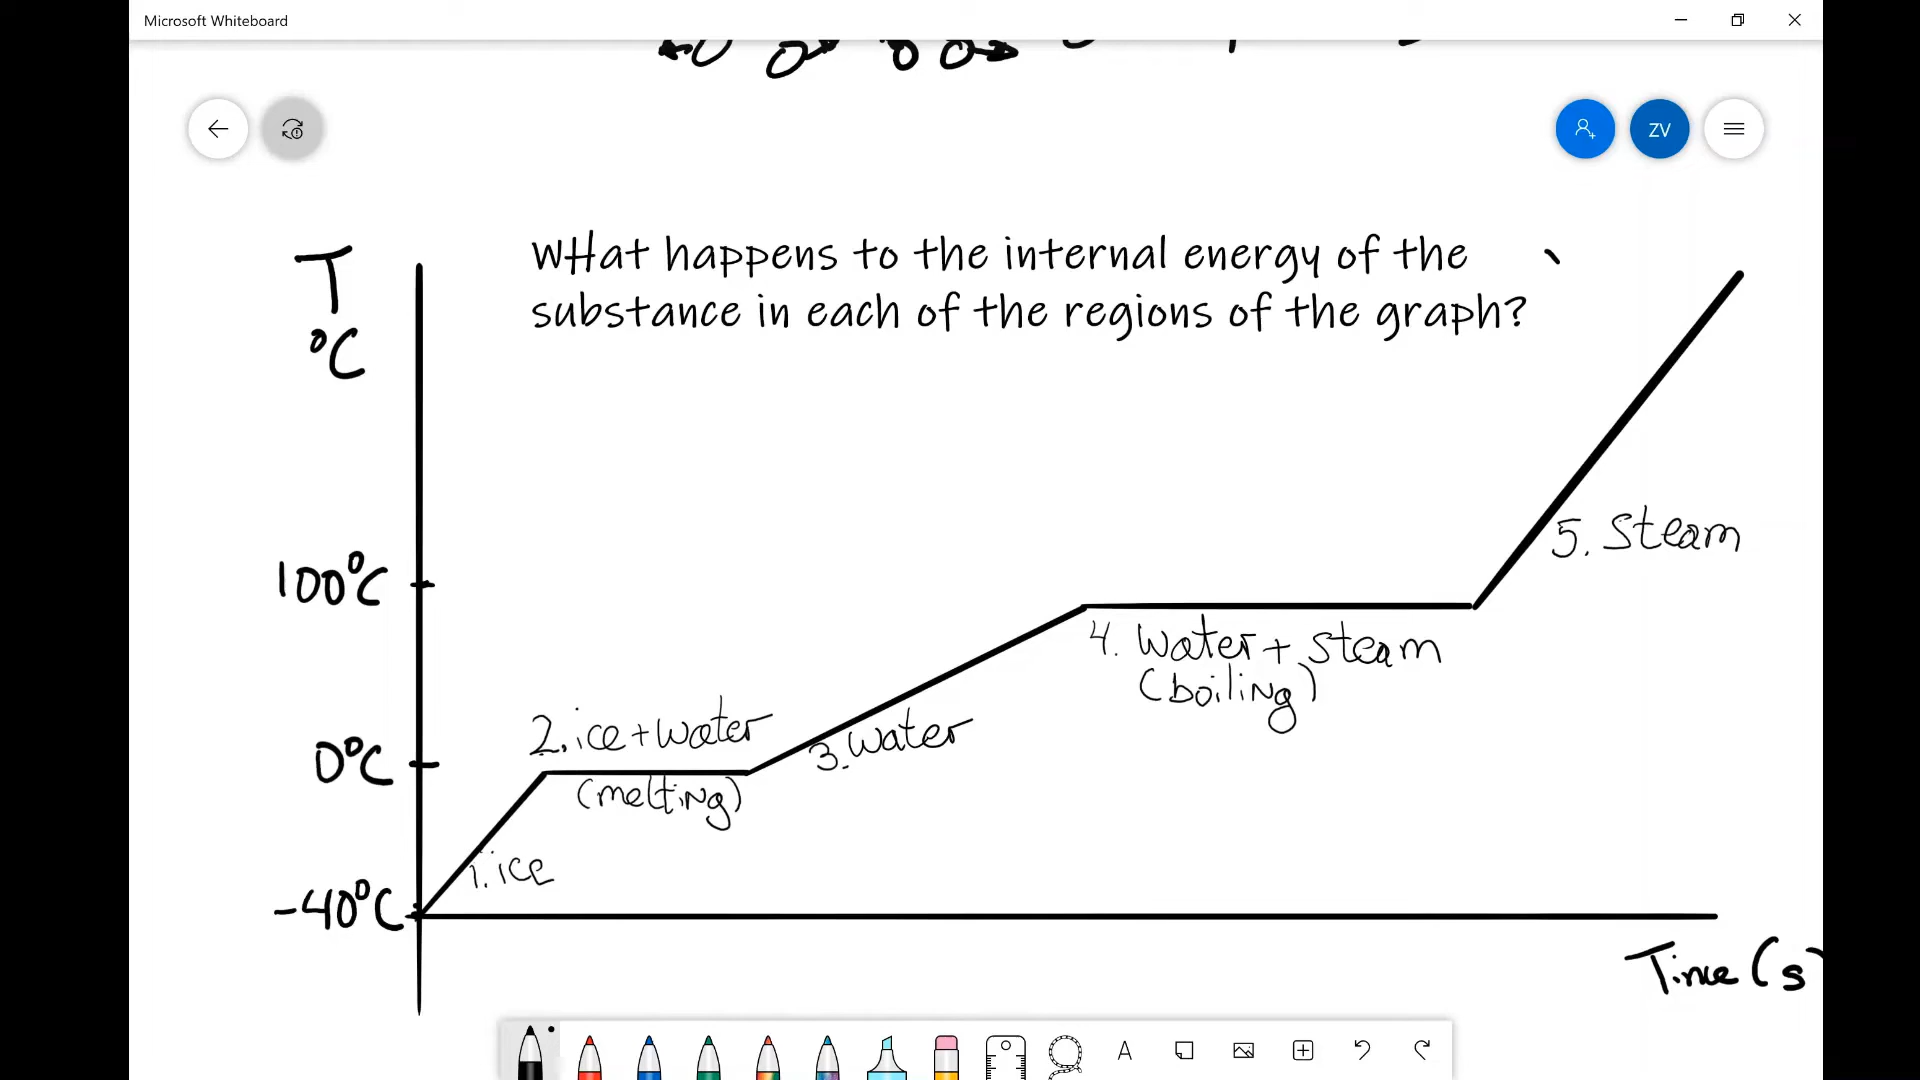 Microsoft Whiteboard
ZV
T
°C
WHat happens to the internal energy of the
substance in each of the regions of the graph?
5. Steam
100°C
4. Water + steam
(boiling)
2. ice + water
3. Water
0°C
(melting)
1. ice
-40°C
Time (s)
A